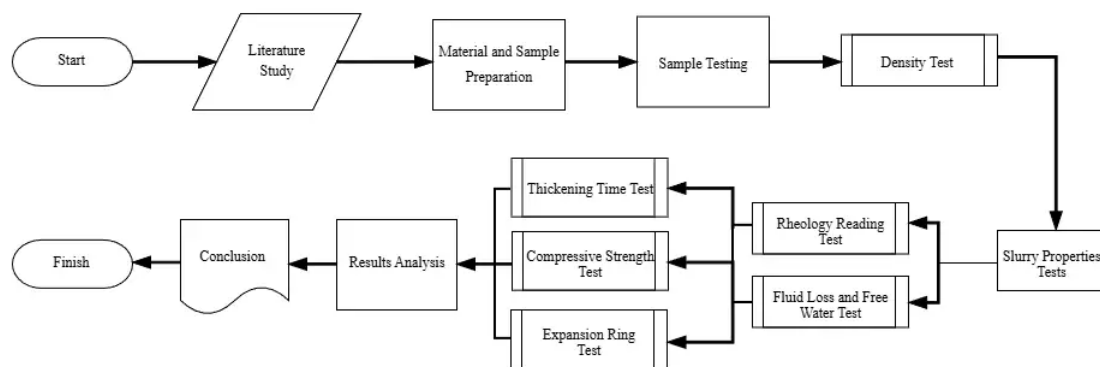 Start
Literature
Study
Material and Sample
Preparation
Sample Testing
Density Test
Slurry Properties
Tests
Rheology Reading
Test
Fluid Loss and Free
Water Test
Thickening Time Test
Compressive Strength
Test
Expansion Ring
Test
Results Analysis
Conclusion
Finish